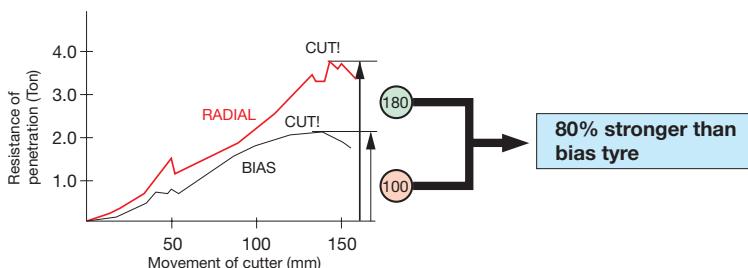 CUT!
4.0
3.0
2.0
1.0
Resistance of
penetration (Ton)
RADIAL
CUT!
BIAS
50
100
150
Movement of cutter (mm)
180
100
80% stronger than
bias tyre